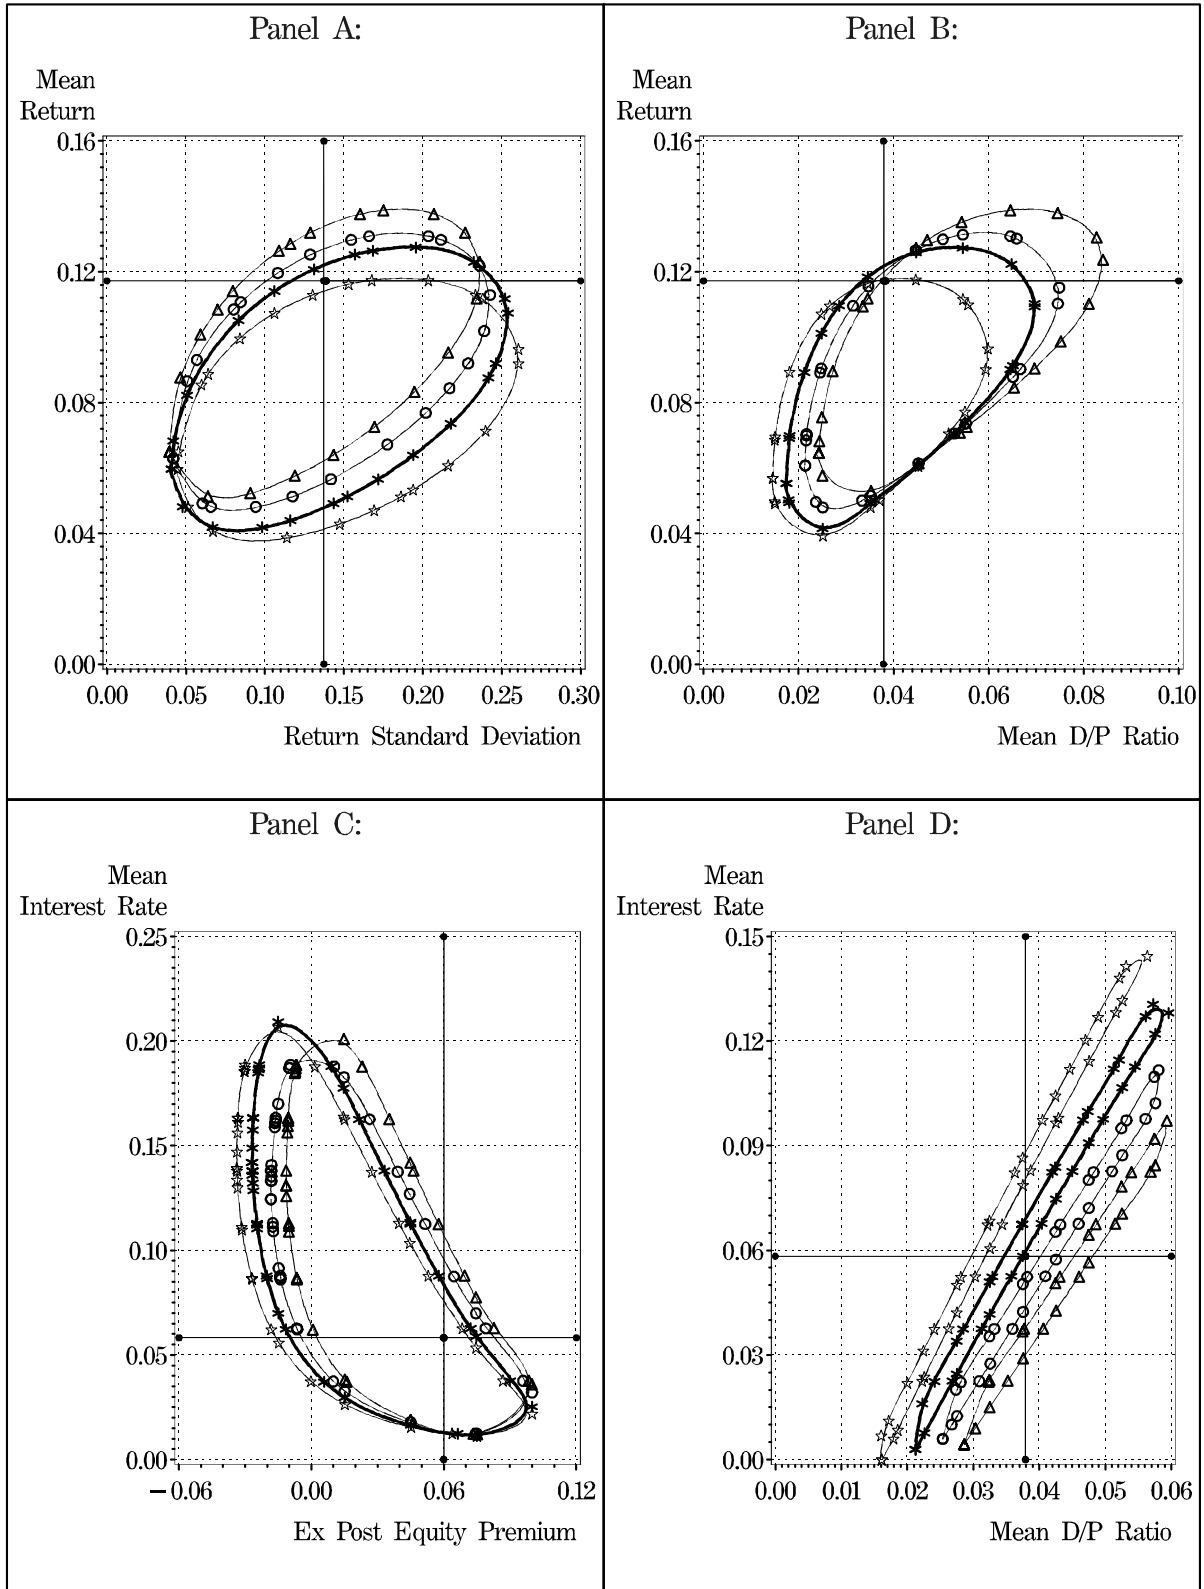 Panel A:
Mean
Return
0.16
0.12
0.08
0.04
0.00
0.00 0.05 0.10 0.15 0.20 0.25 0.30
Return Standard Deviation
Panel B:
Mean
Return
0.16
0.12
0.08
0.04
0.00
0.00 0.02 0.04 0.06 0.08 0.10
Mean D/P Ratio
Panel C:
Mean
Interest Rate
0.25
0.20
0.15
0.10
0.05
0.00
−0.06 0.00 0.06 0.12
Ex Post Equity Premium
Panel D:
Mean
Interest Rate
0.15
0.12
0.09
0.06
0.03
0.00
0.00 0.01 0.02 0.03 0.04 0.05 0.06
Mean D/P Ratio